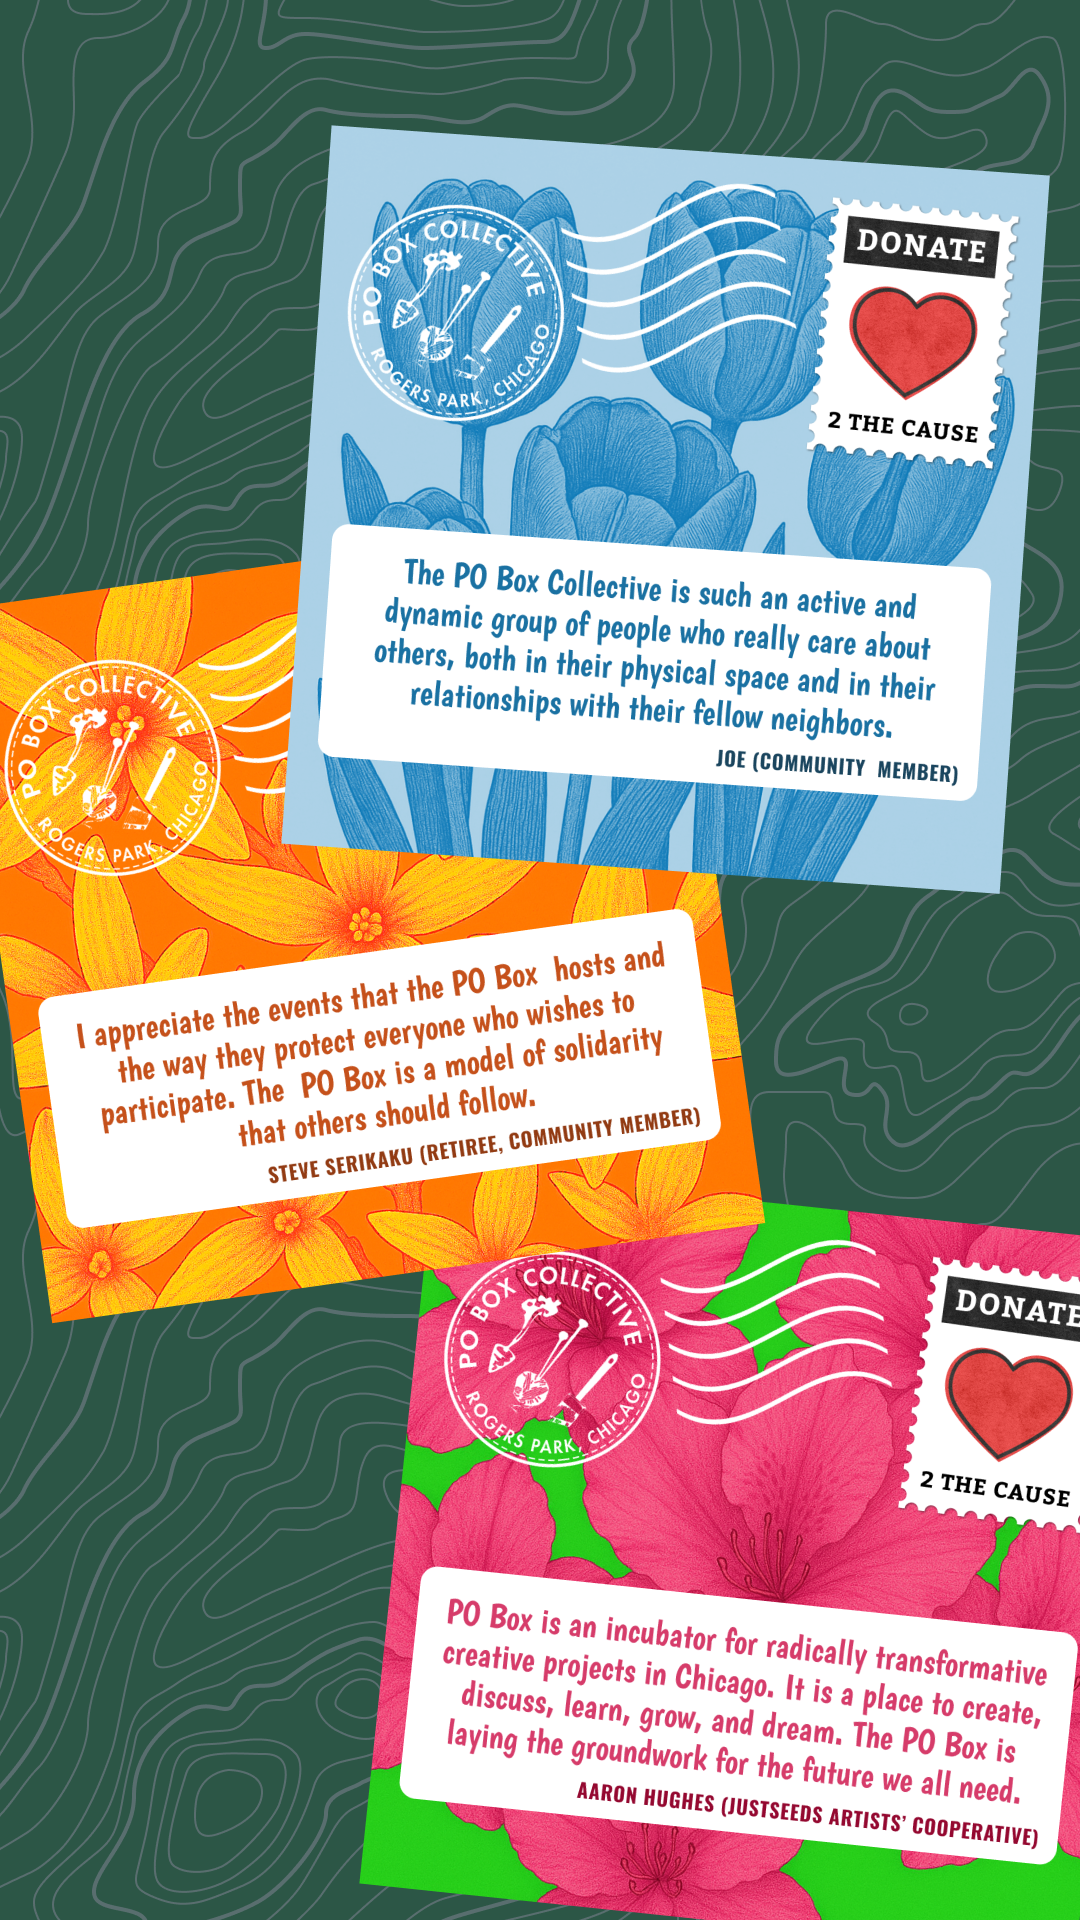 PO BOX COLLECTIVE
ROGERS PARK, CHICAGO
DONATE
2 THE CAUSE
The PO Box Collective is such an active and
dynamic group of people who really care about
others, both in their physical space and in their
relationships with their fellow neighbors.
JOE (COMMUNITY MEMBER)
PO BOX COLLECTIVE
ROGERS PARK, CHICAGO
I appreciate the events that the PO Box hosts and
the way they protect everyone who wishes to
participate. The PO Box is a model of solidarity
that others should follow.
STEVE SERIKAKU (RETIREE, COMMUNITY MEMBER)
PO BOX COLLECTIVE
ROGERS PARK, CHICAGO
DONATE
2 THE CAUSE
PO Box is an incubator for radically transformative
creative projects in Chicago. It is a place to create,
discuss, learn, grow, and dream. The PO Box is
laying the groundwork for the future we all need.
AARON HUGHES (JUSTSEEDS ARTISTS’ COOPERATIVE)